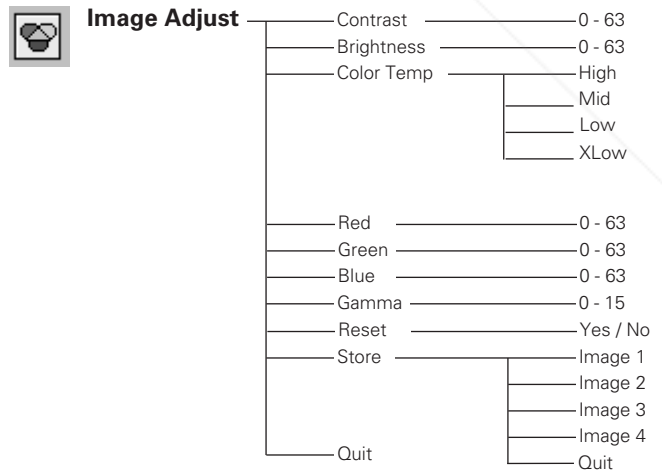 Image Adjust Contrast 0 - 63
Brightness 0 - 63
Color Temp High
Mid
Low
XLow
Red 0 - 63
Green 0 - 63
Blue 0 - 63
Gamma 0 - 15
Reset Yes / No
Store Image 1
Image 2
Image 3
Image 4
Quit Quit